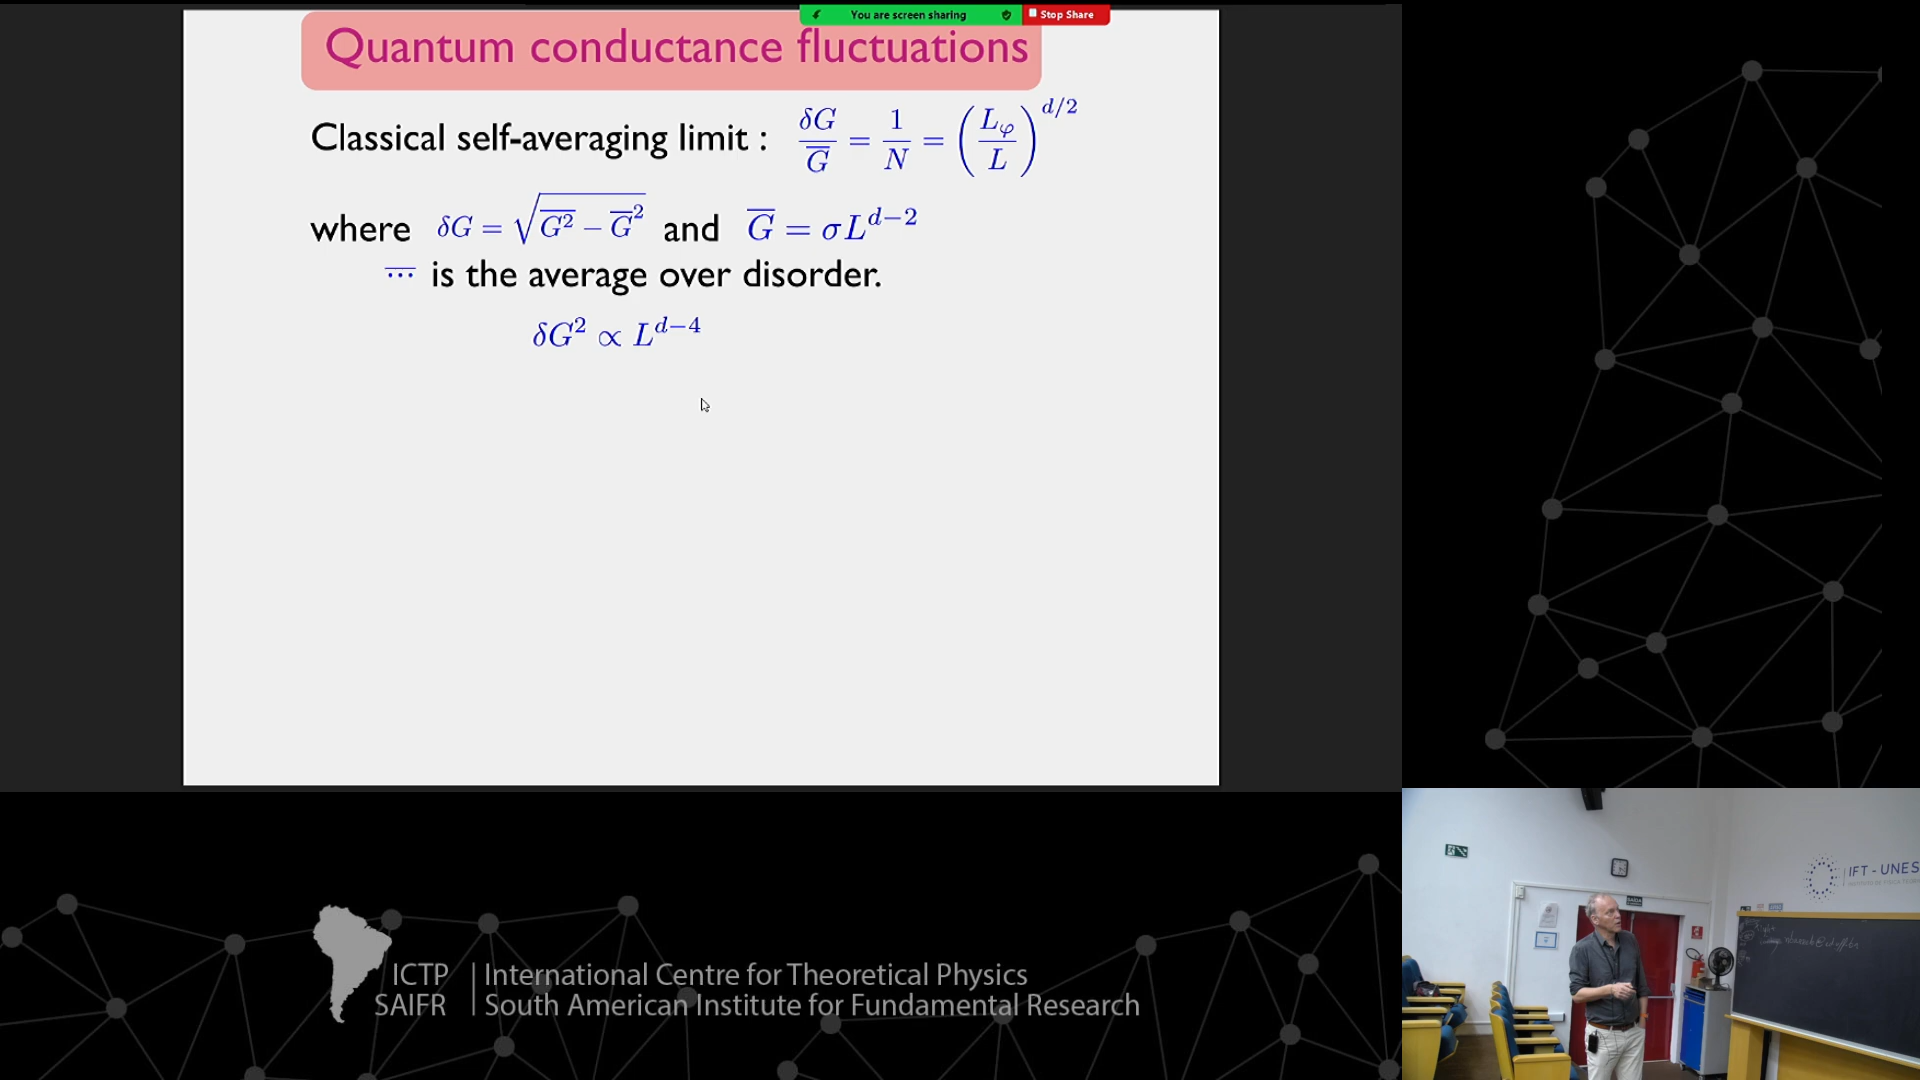 You are screen sharing
Stop Share
Quantum conductance fluctuations
Classical self-averaging limit : δG/G̅ = 1/N = (L_φ/L)^{d/2}
where δG = √(G²̅ − G̅²) and G̅ = σL^{d−2}
⋯̅ is the average over disorder.
δG² ∝ L^{d−4}
IFT - UNES
ICTP | International Centre for Theoretical Physics
SAIFR | South American Institute for Fundamental Research